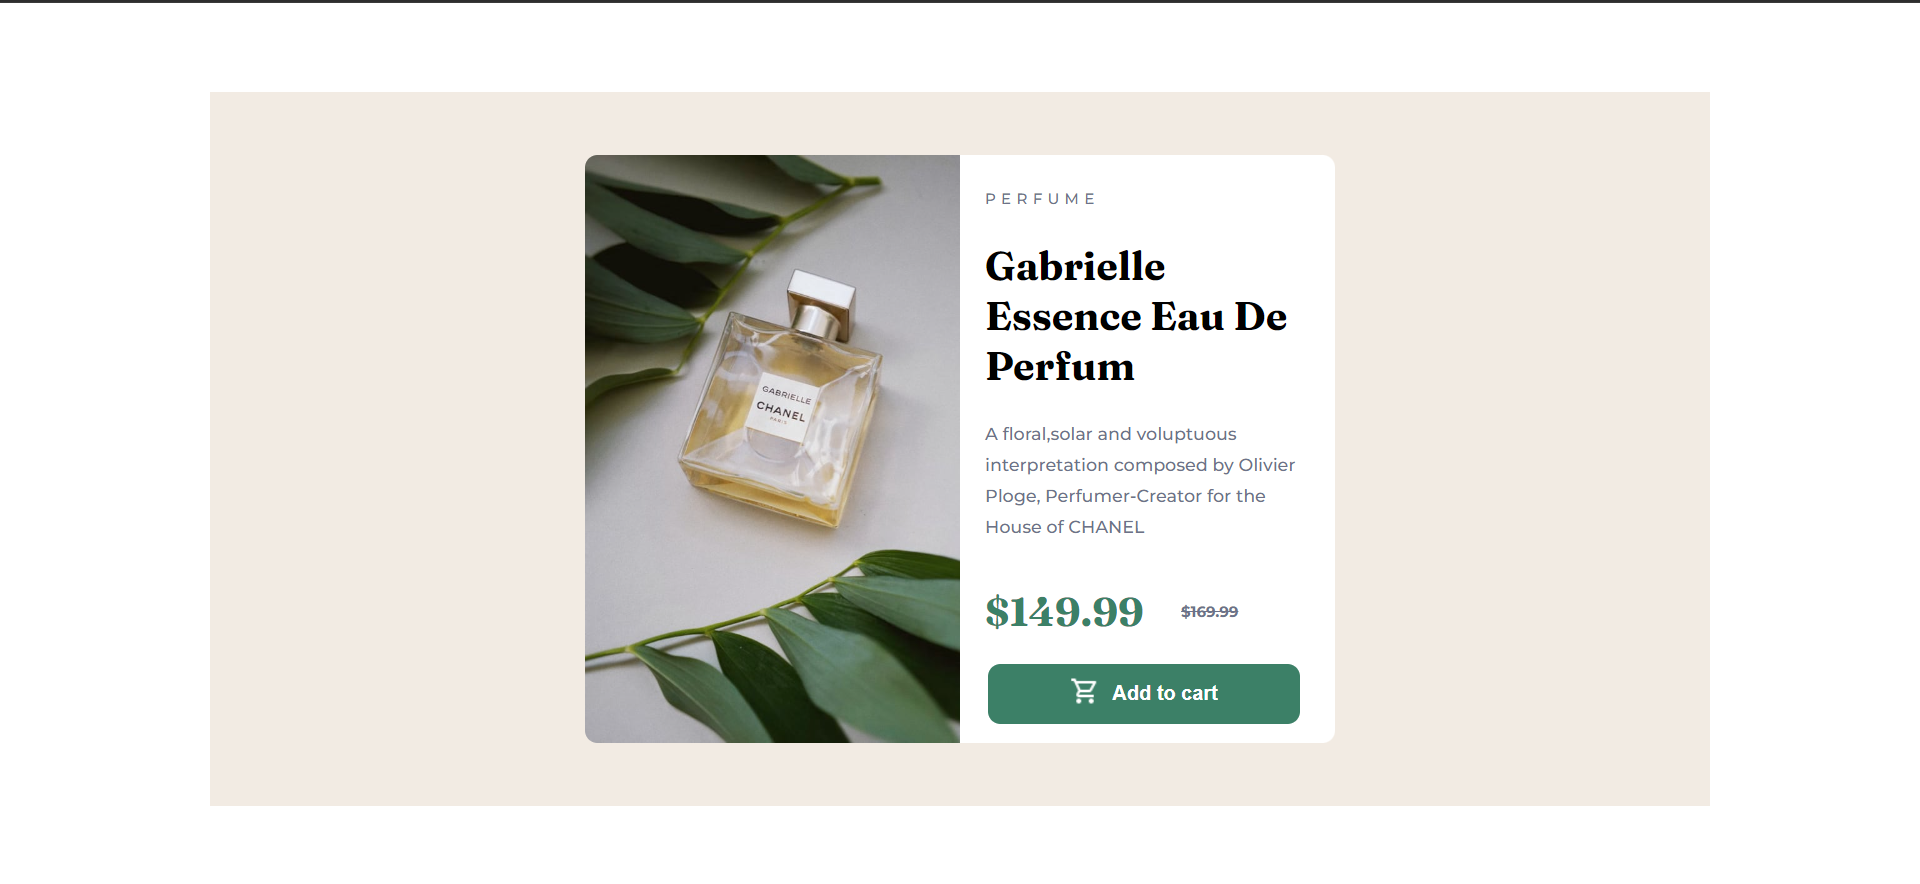 PERFUME
Gabrielle
Essence Eau De
Perfum
A floral,solar and voluptuous
interpretation composed by Olivier
Ploge, Perfumer-Creator for the
House of CHANEL
$149.99
$169.99
Add to cart
GABRIELLE
CHANEL
PARIS